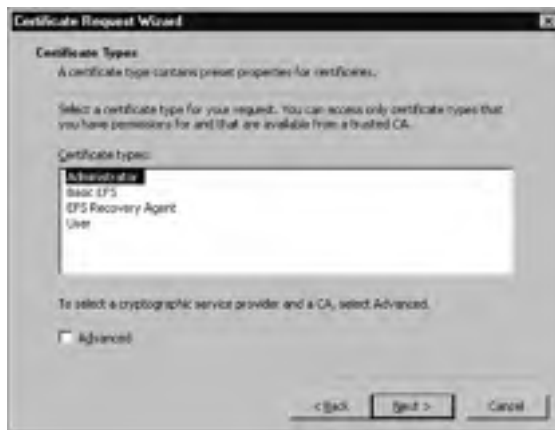 Certificate Request Wizard
Certificate Types
A certificate type contains preset properties for certificates.
Select a certificate type for your request. You can access only certificate types that
you have permissions for and that are available from a trusted CA.
Certificate types:
Administrator
Basic EFS
EFS Recovery Agent
User
To select a cryptographic service provider and a CA, select Advanced.
Advanced
< Back
Next >
Cancel